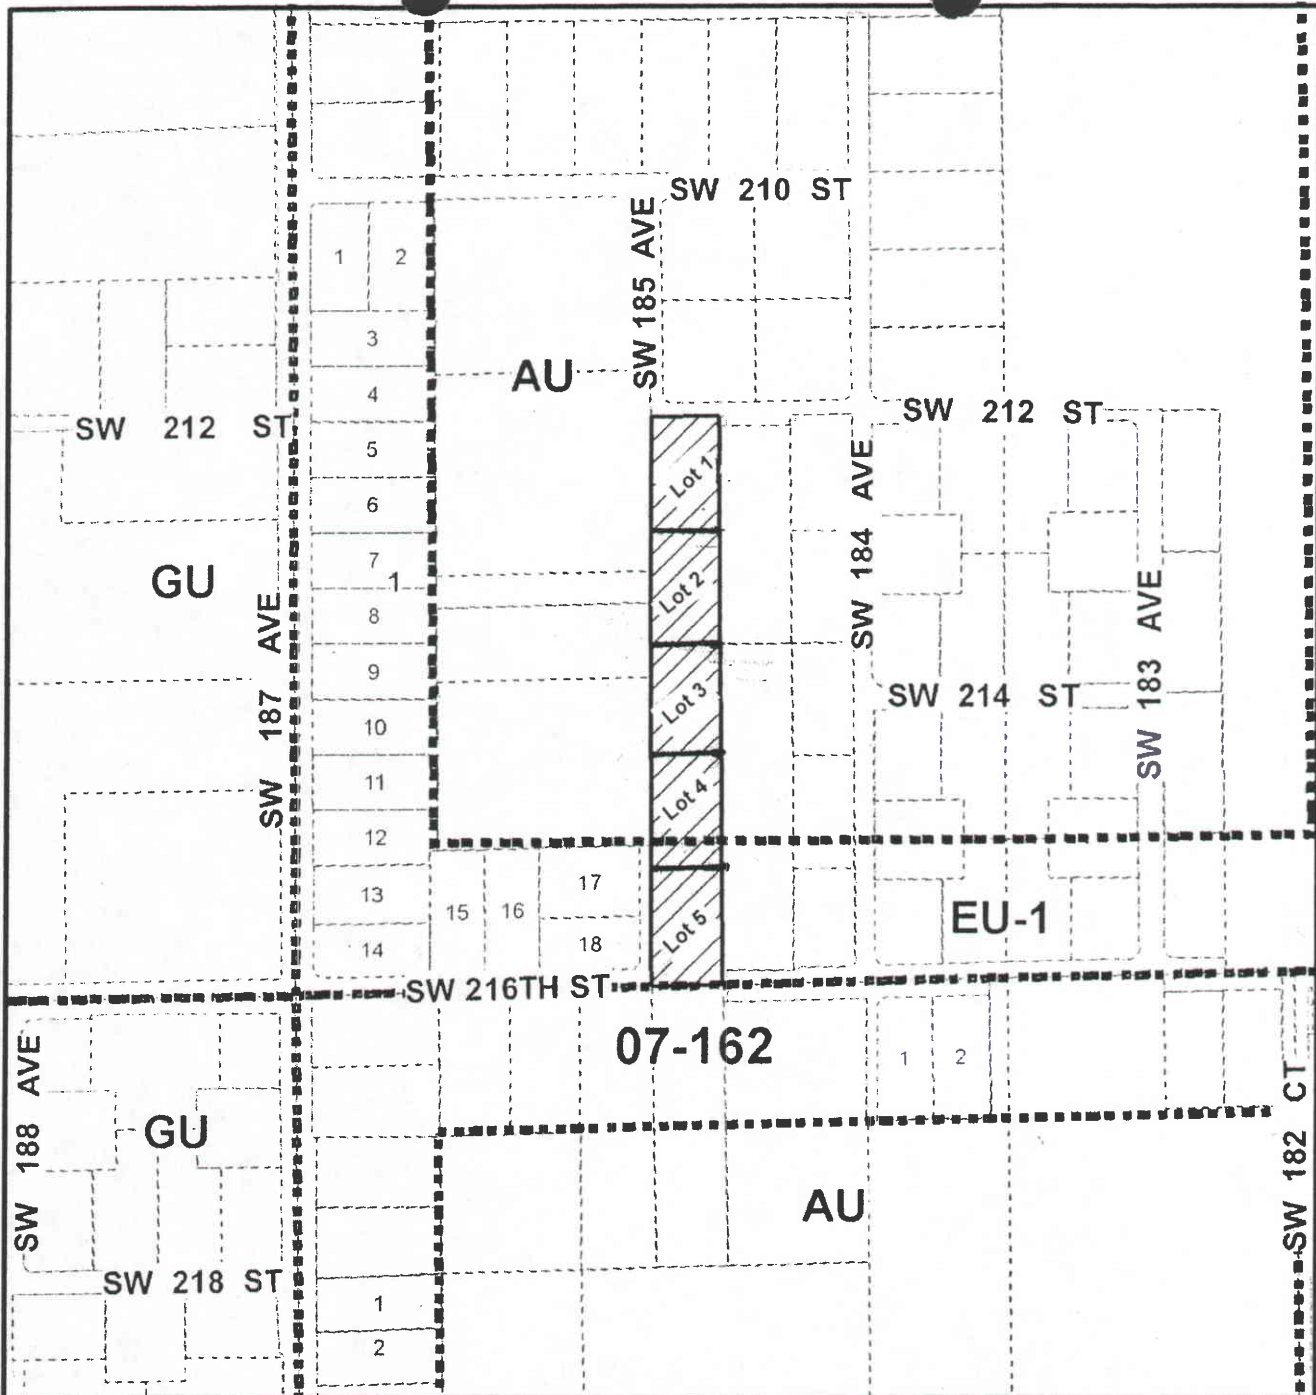 SW 210 ST
SW 185 AVE
1
2
3
4
AU
SW 212 ST
SW 212 ST
5
6
7
1
8
9
10
11
12
13
14
15
16
17
18
Lot 1
Lot 2
Lot 3
Lot 4
Lot 5
SW 184 AVE
GU
SW 187 AVE
SW 214 ST
SW 183 AVE
EU-1
SW 216TH ST
07-162
1
2
SW 188 AVE
GU
SW 182 CT
AU
SW 218 ST
1
2